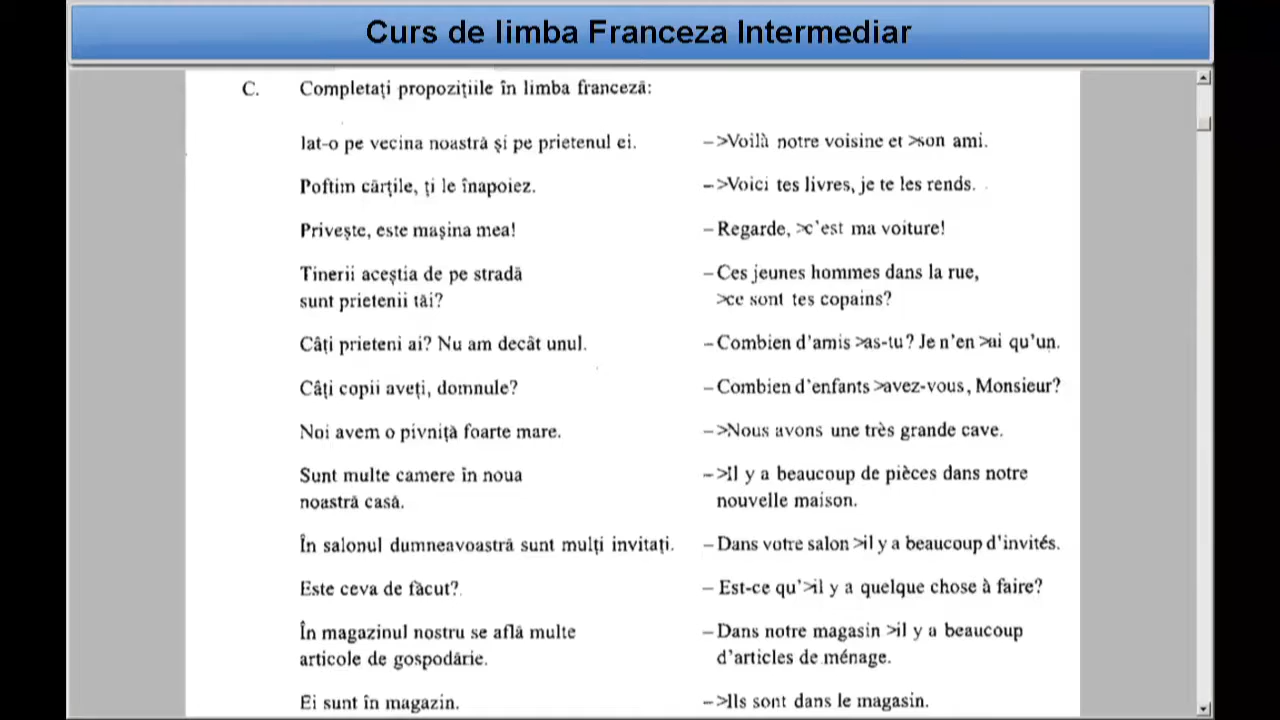 Curs de limba Franceza Intermediar
C. Completați propozițiile în limba franceză:
Iat-o pe vecina noastră și pe prietenul ei. – >Voilà notre voisine et >son ami.
Poftim cărțile, ți le înapoiez. – >Voici tes livres, je te les rends.
Privește, este mașina mea! – Regarde, >c'est ma voiture!
Tinerii aceștia de pe stradă – Ces jeunes hommes dans la rue,
sunt prietenii tăi? >ce sont tes copains?
Câți prieteni ai? Nu am decât unul. – Combien d'amis >as-tu? Je n'en >ai qu'un.
Câți copii aveți, domnule? – Combien d'enfants >avez-vous, Monsieur?
Noi avem o pivniță foarte mare. – >Nous avons une très grande cave.
Sunt multe camere în noua – >Il y a beaucoup de pièces dans notre
noastră casă. nouvelle maison.
În salonul dumneavoastră sunt mulți invitați. – Dans votre salon >il y a beaucoup d'invités.
Este ceva de făcut? – Est-ce qu'>il y a quelque chose à faire?
În magazinul nostru se află multe – Dans notre magasin >il y a beaucoup
articole de gospodărie. d'articles de ménage.
Ei sunt în magazin. – >Ils sont dans le magasin.